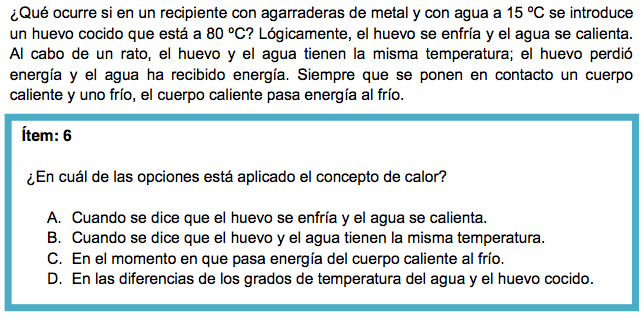 ¿Qué ocurre si en un recipiente con agarraderas de metal y con agua a 15 ºC se introduce
un huevo cocido que está a 80 ºC? Lógicamente, el huevo se enfría y el agua se calienta.
Al cabo de un rato, el huevo y el agua tienen la misma temperatura; el huevo perdió
energía y el agua ha recibido energía. Siempre que se ponen en contacto un cuerpo
caliente y uno frío, el cuerpo caliente pasa energía al frío.
Ítem: 6
¿En cuál de las opciones está aplicado el concepto de calor?
A. Cuando se dice que el huevo se enfría y el agua se calienta.
B. Cuando se dice que el huevo y el agua tienen la misma temperatura.
C. En el momento en que pasa energía del cuerpo caliente al frío.
D. En las diferencias de los grados de temperatura del agua y el huevo cocido.